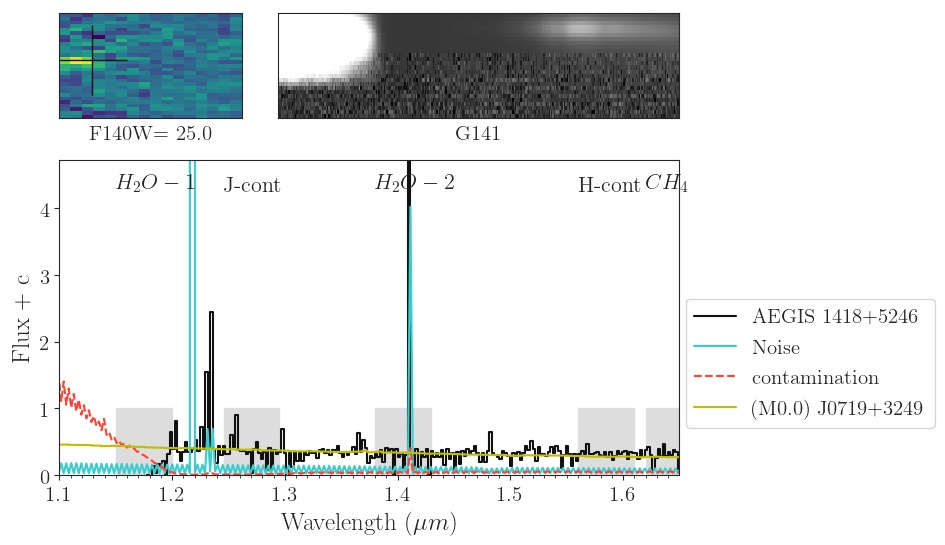 F140W= 25.0
G141
H₂O − 1
J-cont
H₂O − 2
H-cont
CH₄
4
3
2
1
0
Flux + c
1.1
1.2
1.3
1.4
1.5
1.6
Wavelength (μm)
AEGIS 1418+5246
Noise
contamination
(M0.0) J0719+3249